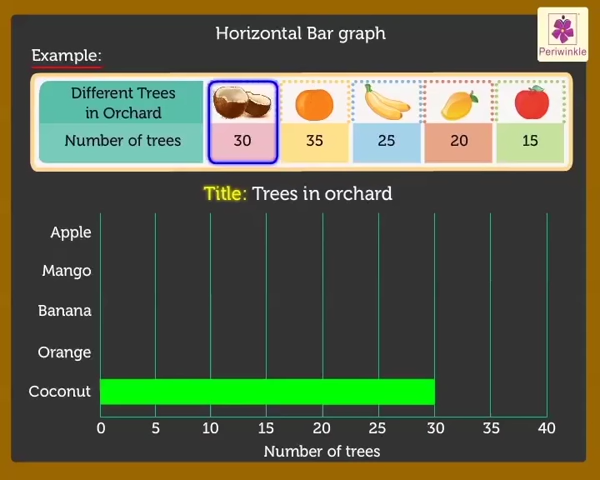 Horizontal Bar graph
Periwinkle
Example:
Different Trees
in Orchard
Number of trees 30 35 25 20 15
Title: Trees in orchard
Apple
Mango
Banana
Orange
Coconut
0 5 10 15 20 25 30 35 40
Number of trees